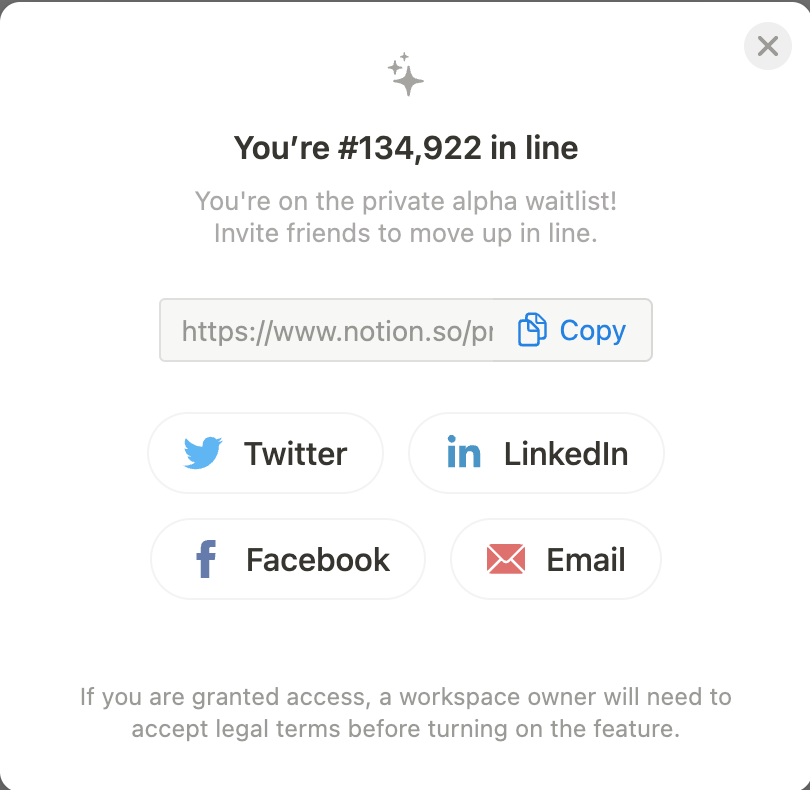 You’re #134,922 in line
You're on the private alpha waitlist!
Invite friends to move up in line.
https://www.notion.so/pr Copy
Twitter LinkedIn
Facebook Email
If you are granted access, a workspace owner will need to
accept legal terms before turning on the feature.